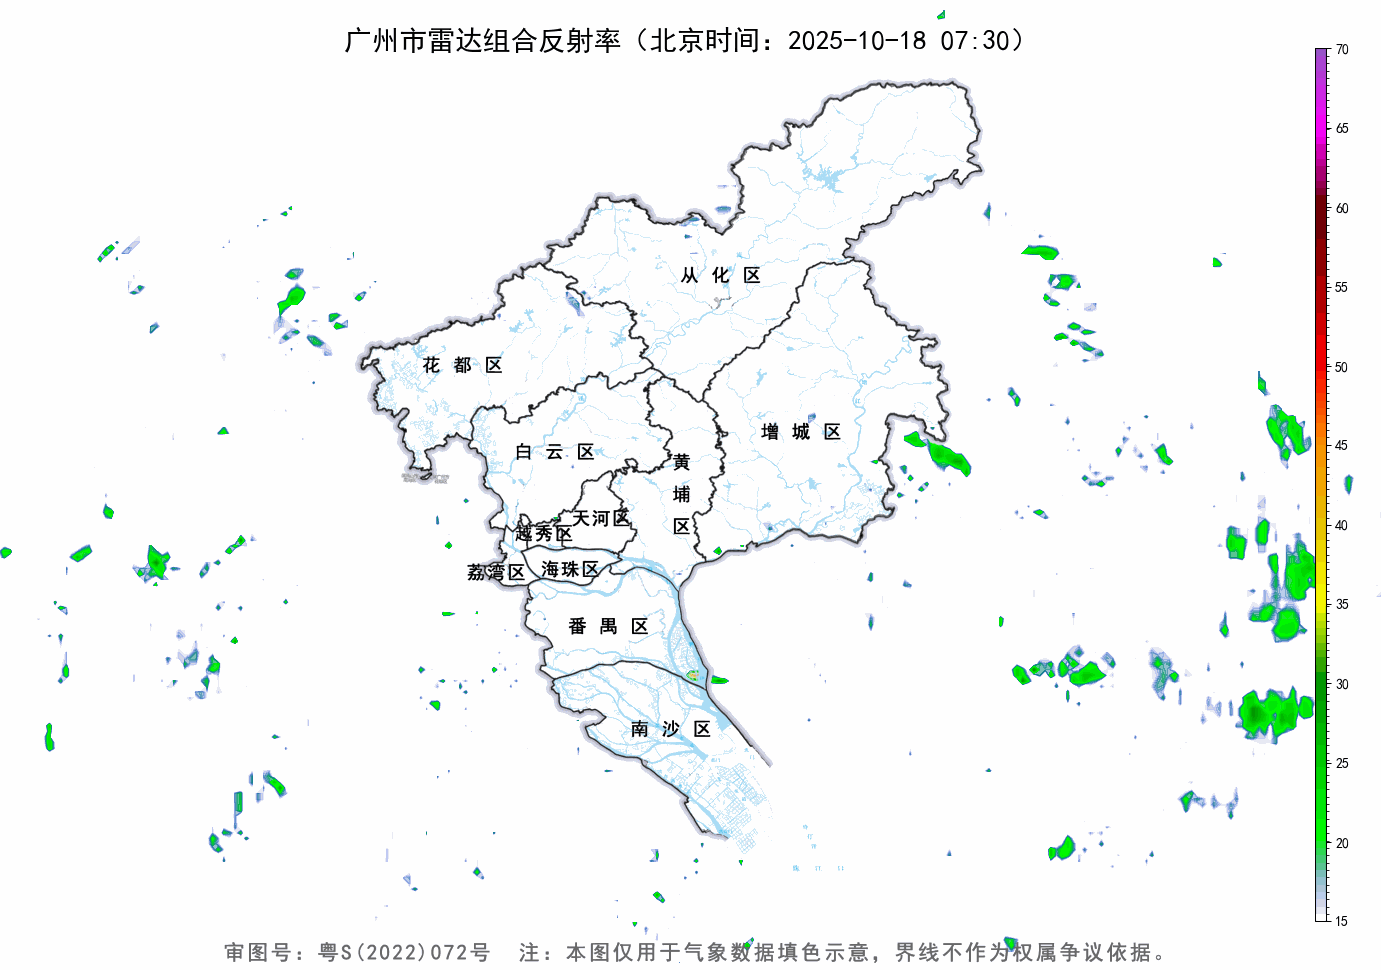 广州市雷达组合反射率（北京时间：2025-10-18 07:30）
70
65
60
55
50
45
40
35
30
25
20
15
从化区
花都区
增城区
白云区
黄埔区
天河区
越秀区
荔湾区
海珠区
番禺区
南沙区
审图号：粤S(2022)072号 注：本图仅用于气象数据填色示意，界线不作为权属争议依据。